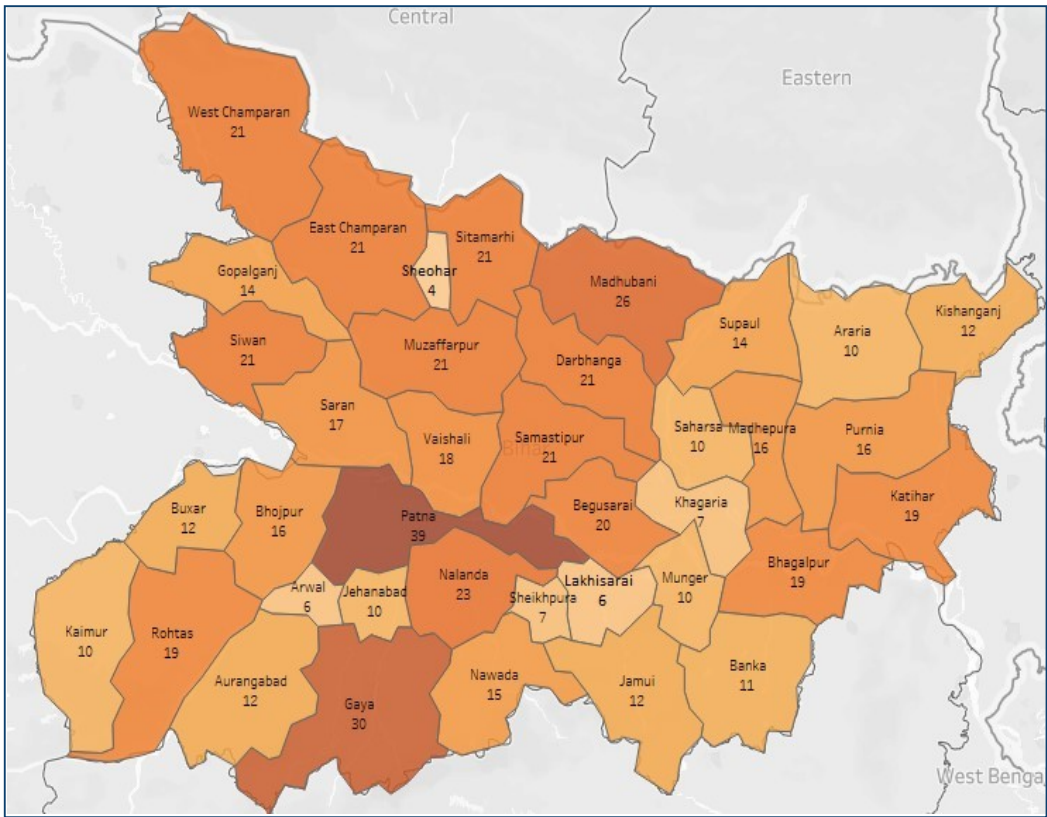 Central
Eastern
West Champaran
21
East Champaran
21
Sitamarhi
21
Sheohar
4
Gopalganj
14
Madhubani
26
Kishanganj
12
Supaul
14
Araria
10
Siwan
21
Muzaffarpur
21
Darbhanga
21
Saran
17
Vaishali
18
Samastipur
21
Saharsa
10
Madhepura
16
Purnia
16
Katihar
19
Buxar
12
Bhojpur
16
Patna
39
Begusarai
20
Khagaria
7
Bhagalpur
19
Arwal
6
Jehanabad
10
Nalanda
23
Sheikhpura
7
Lakhisarai
6
Munger
10
Kaimur
10
Rohtas
19
Aurangabad
12
Gaya
30
Nawada
15
Jamui
12
Banka
11
West Benga